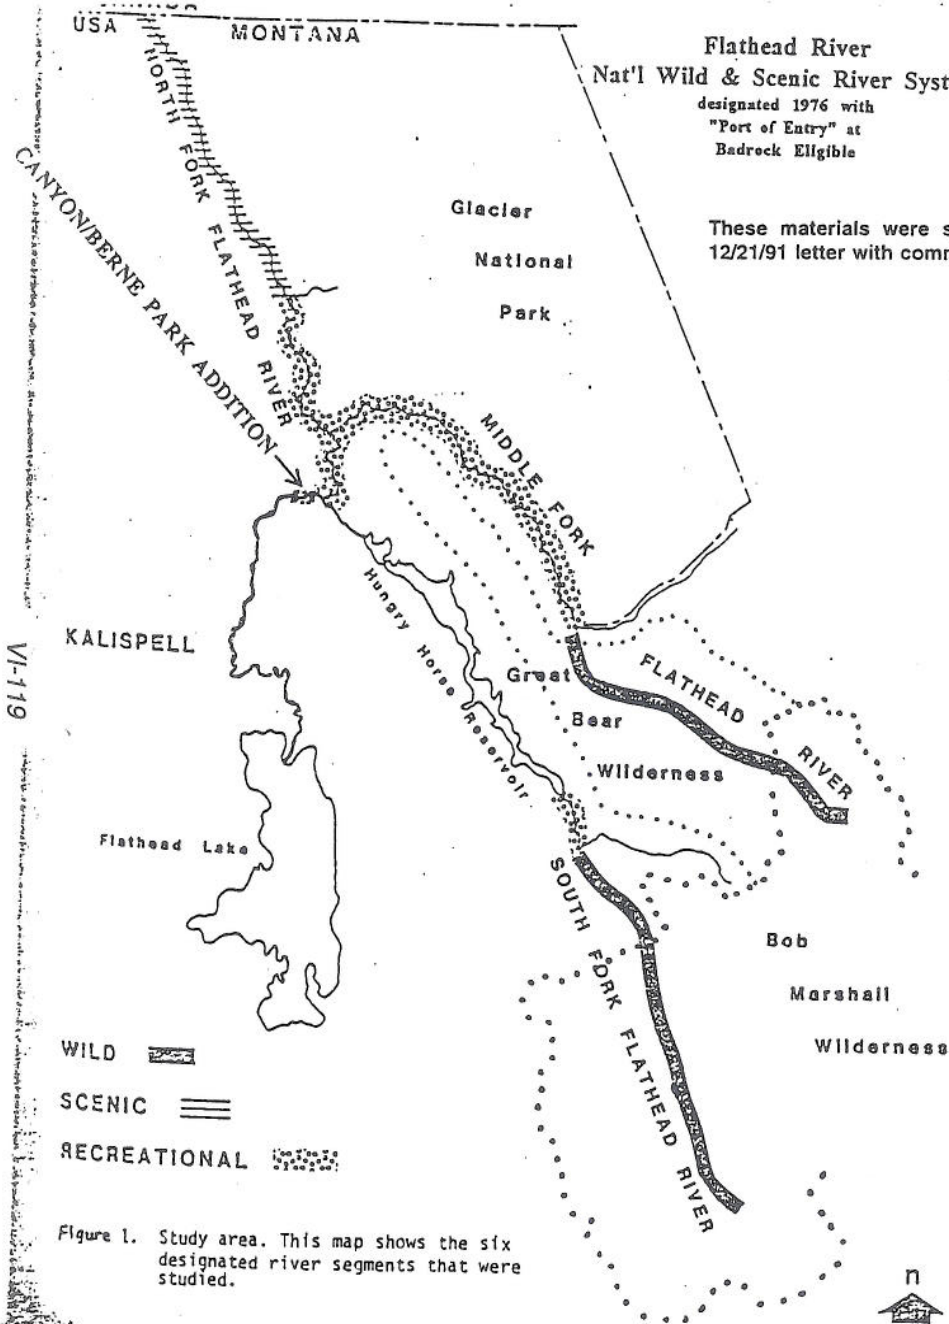 USA
MONTANA
Flathead River
Nat'l Wild & Scenic River Syst
designated 1976 with
"Port of Entry" at
Badrock Eligible
These materials were s
12/21/91 letter with comm
NORTH FORK FLATHEAD RIVER
CANYON/BERNE PARK ADDITION
Glacier
National
Park
MIDDLE FORK
FLATHEAD RIVER
Hungry Horse Reservoir
KALISPELL
Great
Bear
Wilderness
Flathead Lake
SOUTH FORK FLATHEAD RIVER
Bob
Marshall
Wilderness
VI-119
WILD
SCENIC
RECREATIONAL
Figure 1. Study area. This map shows the six
designated river segments that were
studied.
n